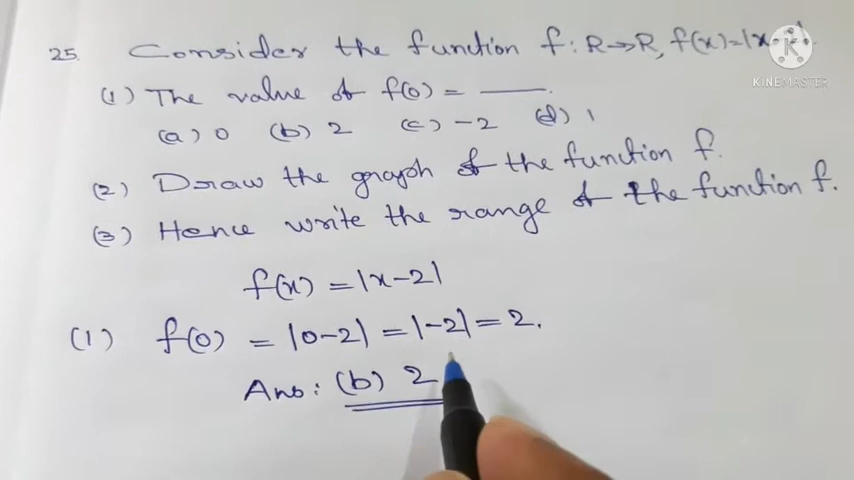 25. Consider the function f: R→R, f(x)=|x-
(1) The value of f(0) = ____.
(a) 0 (b) 2 (c) -2 (d) 1
(2) Draw the graph of the function f.
(3) Hence write the range of the function f.
f(x) = |x-2|
(1) f(0) = |0-2| = |-2| = 2.
Ans: (b) 2
KINEMASTER